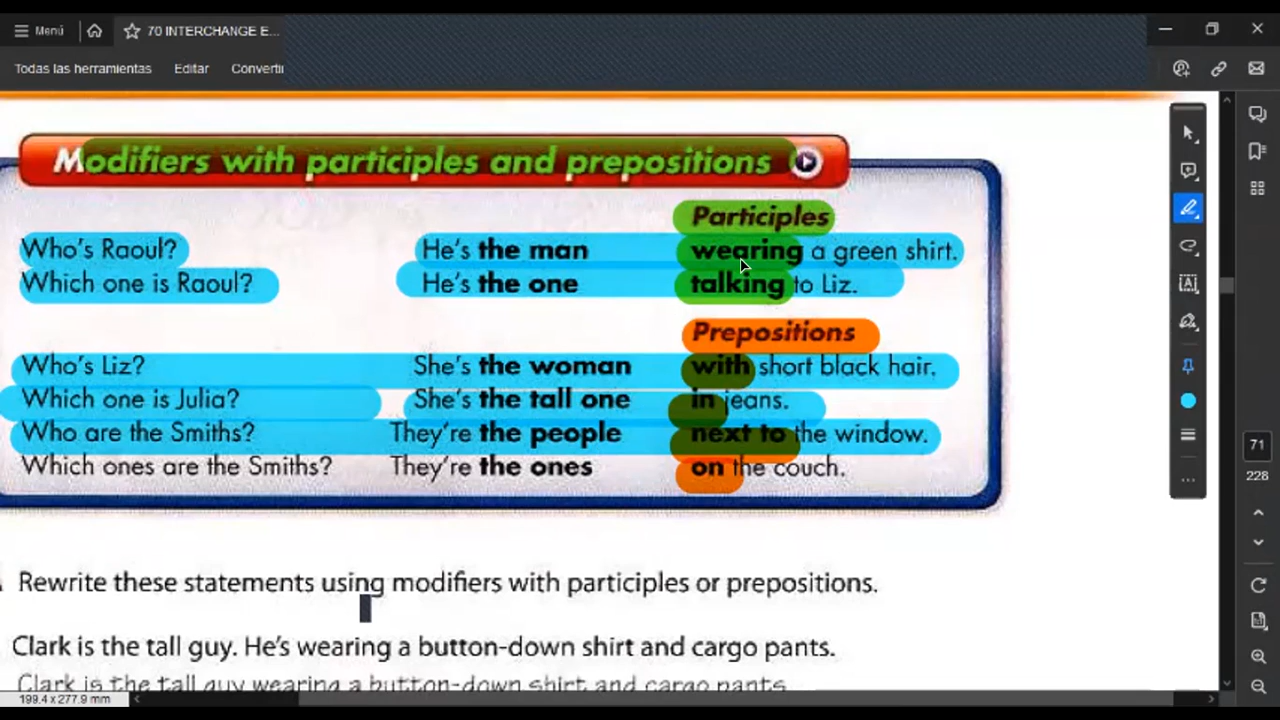 Menú
70 INTERCHANGE E...
Todas las herramientas Editar Convertir
Modifiers with participles and prepositions
Participles
Who's Raoul? He's the man wearing a green shirt.
Which one is Raoul? He's the one talking to Liz.
Prepositions
Who's Liz? She's the woman with short black hair.
Which one is Julia? She's the tall one in jeans.
Who are the Smiths? They're the people next to the window.
Which ones are the Smiths? They're the ones on the couch.
71
228
Rewrite these statements using modifiers with participles or prepositions.
Clark is the tall guy. He's wearing a button-down shirt and cargo pants.
Clark is the tall guy wearing a button-down shirt and cargo pants
199.4 x 277.9 mm